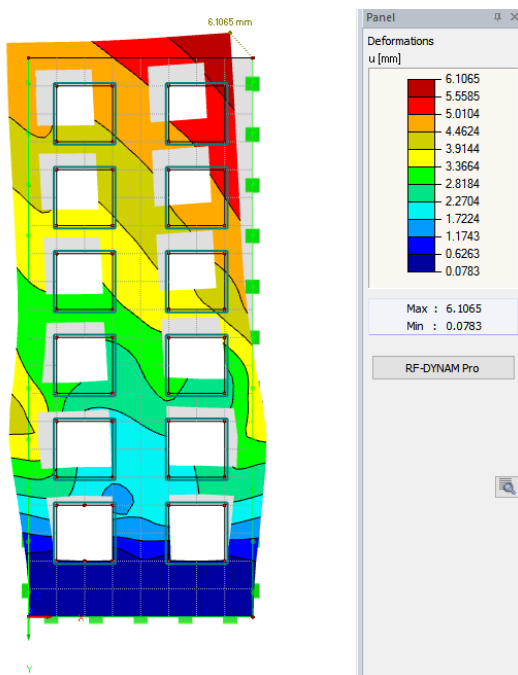 6.1065 mm
X
Y
Panel
Deformations
u [mm]
6.1065
5.5585
5.0104
4.4624
3.9144
3.3664
2.8184
2.2704
1.7224
1.1743
0.6263
0.0783
Max : 6.1065
Min : 0.0783
RF-DYNAM Pro